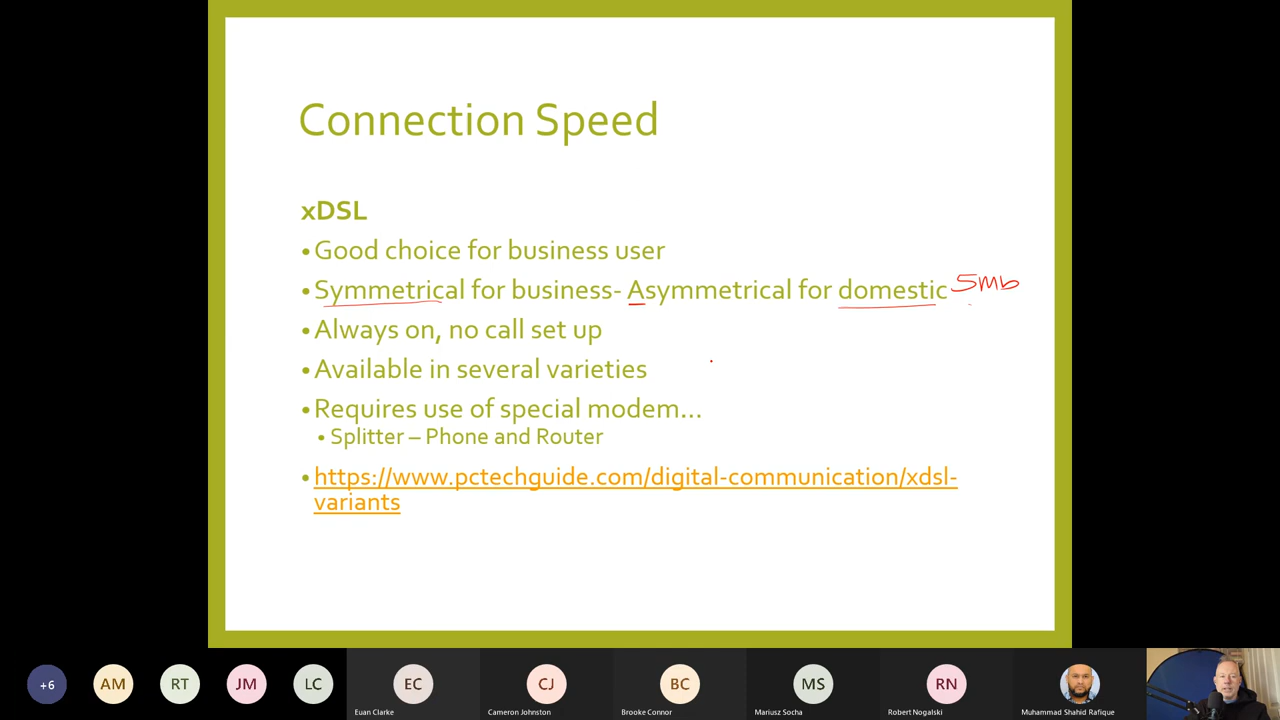 Connection Speed
xDSL
• Good choice for business user
• Symmetrical for business- Asymmetrical for domestic 5Mb
• Always on, no call set up
• Available in several varieties
• Requires use of special modem...
• Splitter – Phone and Router
• https://www.pctechguide.com/digital-communication/xdsl-
variants
+6 AM RT JM LC EC CJ BC MS RN
Euan Clarke Cameron Johnston Brooke Connor Mariusz Socha Robert Nogalski Muhammad Shahid Rafique